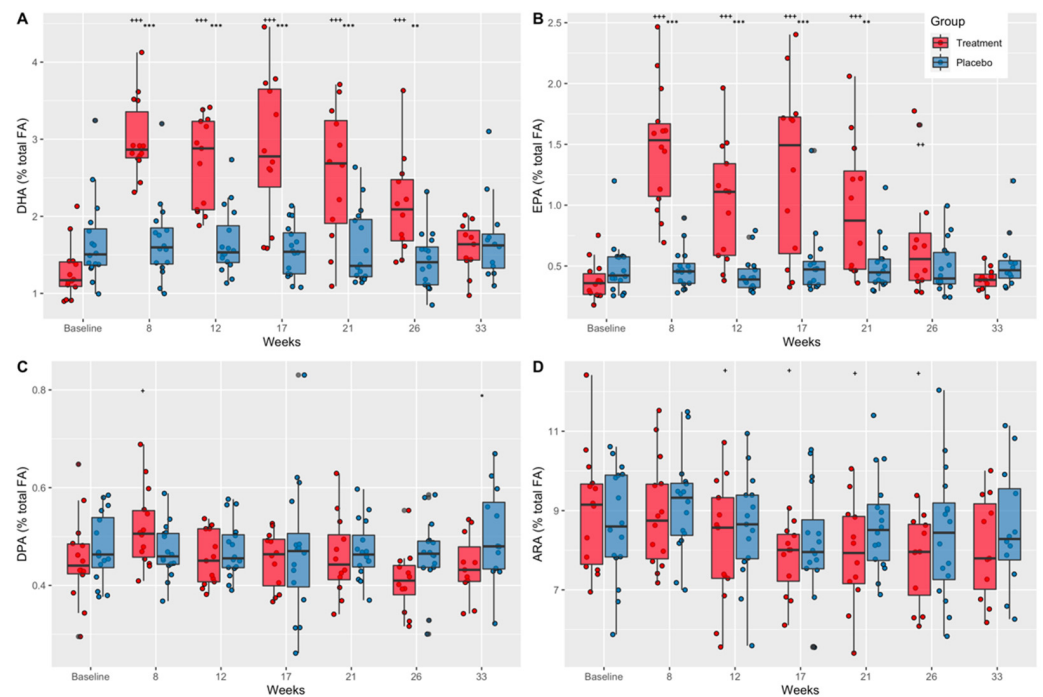 A
+++ *** +++ *** +++ *** +++ *** +++ **
DHA (% total FA)
4
3
2
1
Baseline 8 12 17 21 26 33
Weeks
B
+++ *** +++ *** +++ *** +++ **
++
Group
Treatment
Placebo
EPA (% total FA)
2.5
2.0
1.5
1.0
0.5
Baseline 8 12 17 21 26 33
Weeks
C
+
*
DPA (% total FA)
0.8
0.6
0.4
Baseline 8 12 17 21 26 33
Weeks
D
+ + + +
ARA (% total FA)
11
9
7
Baseline 8 12 17 21 26 33
Weeks